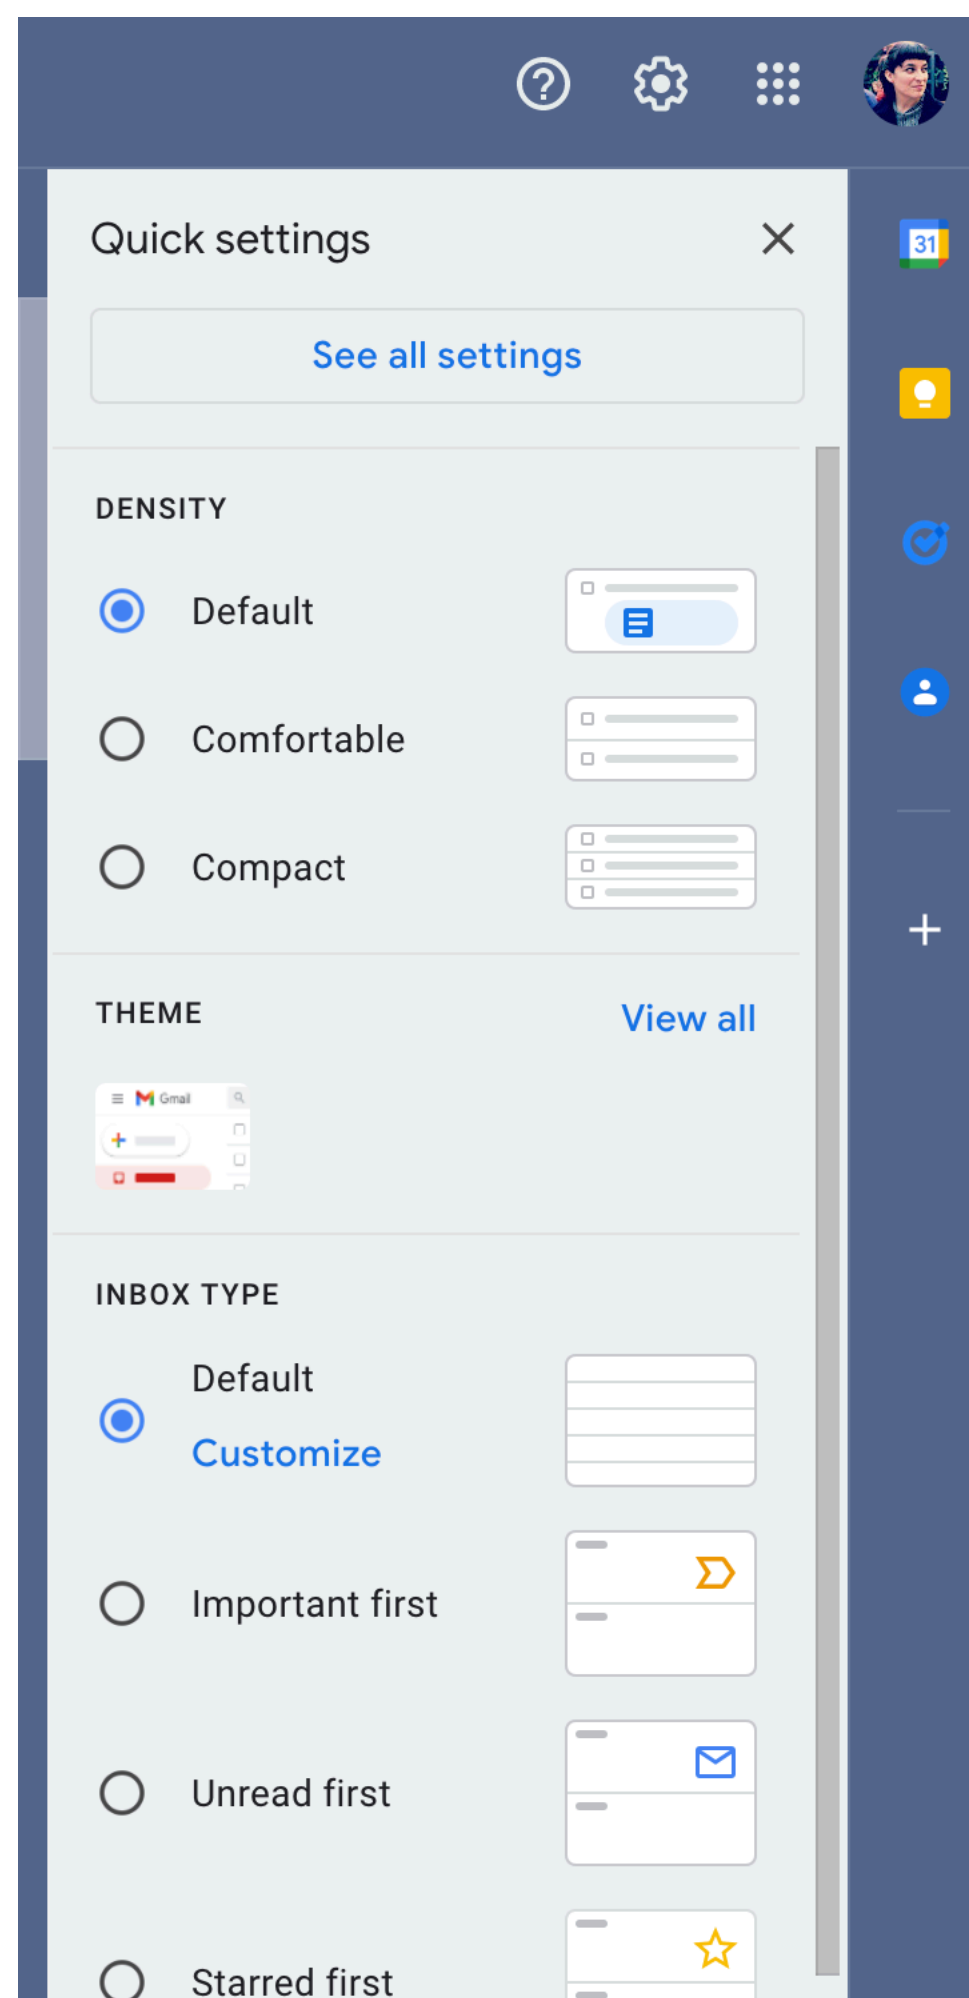 Quick settings
See all settings
31
DENSITY
Default
Comfortable
Compact
THEME
View all
Gmail
INBOX TYPE
Default
Customize
Important first
Unread first
Starred first